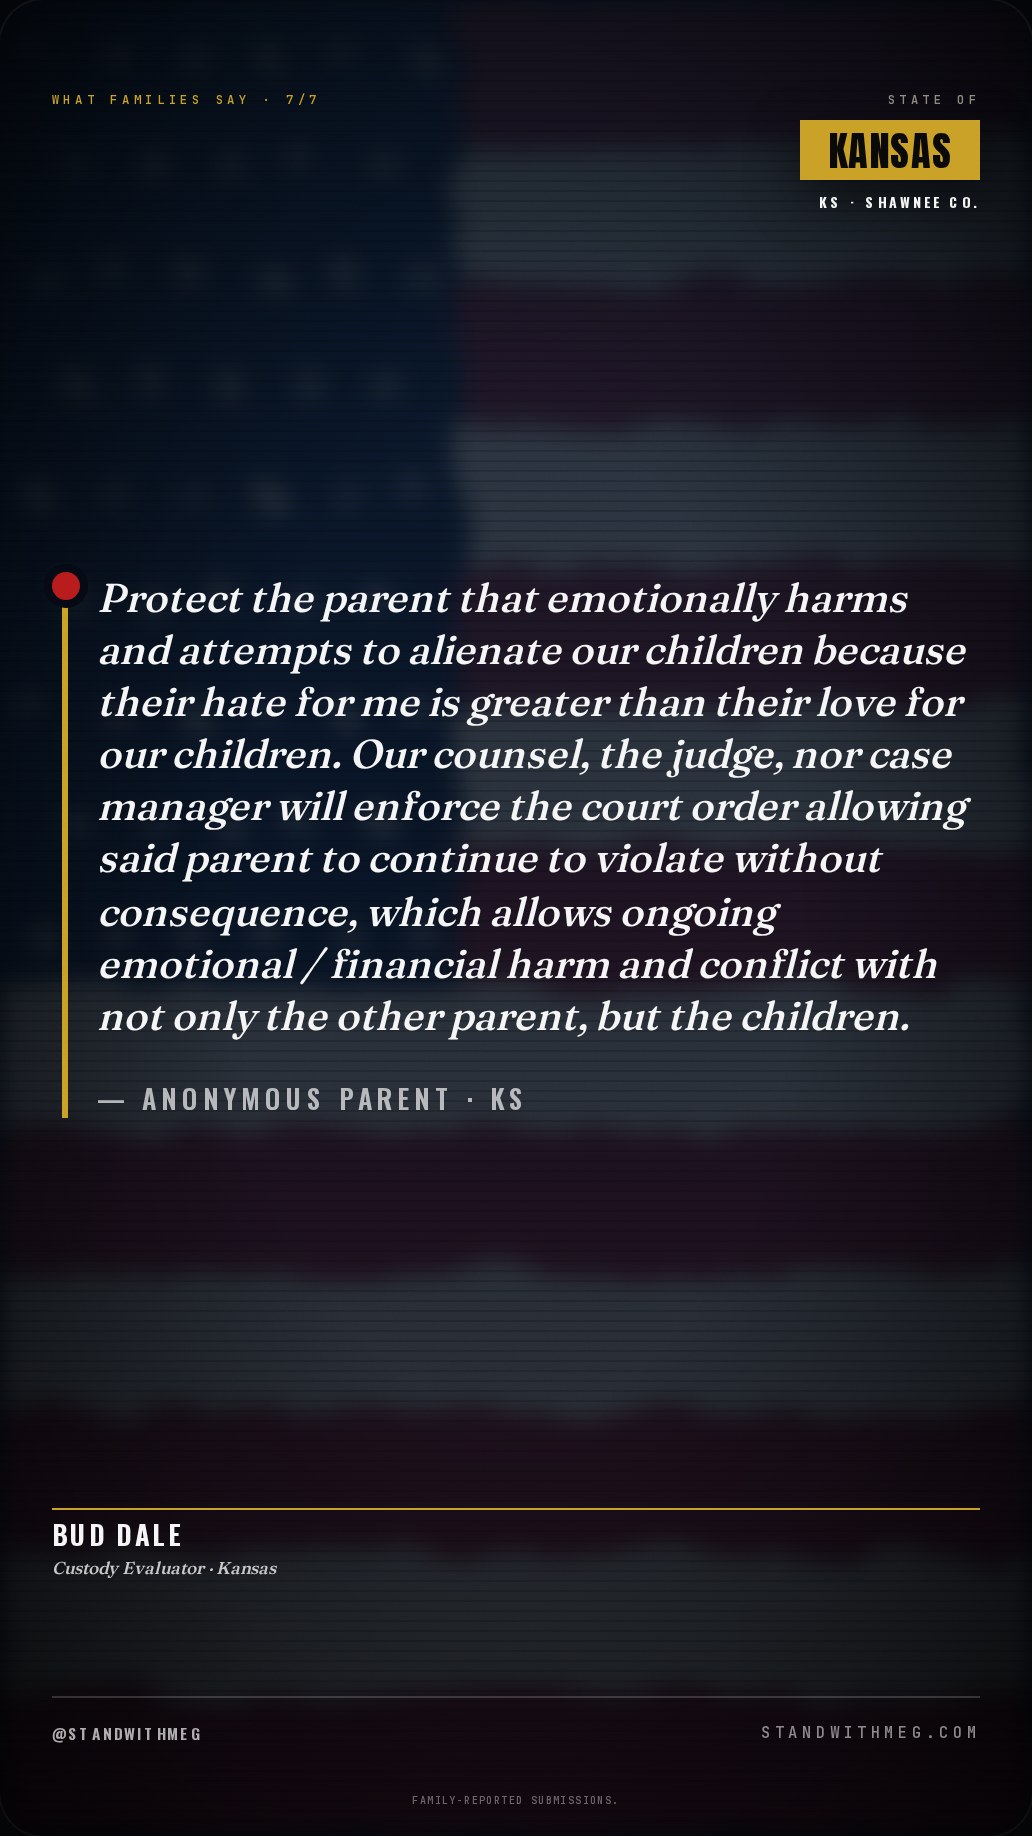 WHAT FAMILIES SAY · 7/7
STATE OF
KANSAS
KS · SHAWNEE CO.
Protect the parent that emotionally harms
and attempts to alienate our children because
their hate for me is greater than their love for
our children. Our counsel, the judge, nor case
manager will enforce the court order allowing
said parent to continue to violate without
consequence, which allows ongoing
emotional / financial harm and conflict with
not only the other parent, but the children.
— ANONYMOUS PARENT · KS
BUD DALE
Custody Evaluator · Kansas
@STANDWITHMEG
STANDWITHMEG.COM
FAMILY-REPORTED SUBMISSIONS.